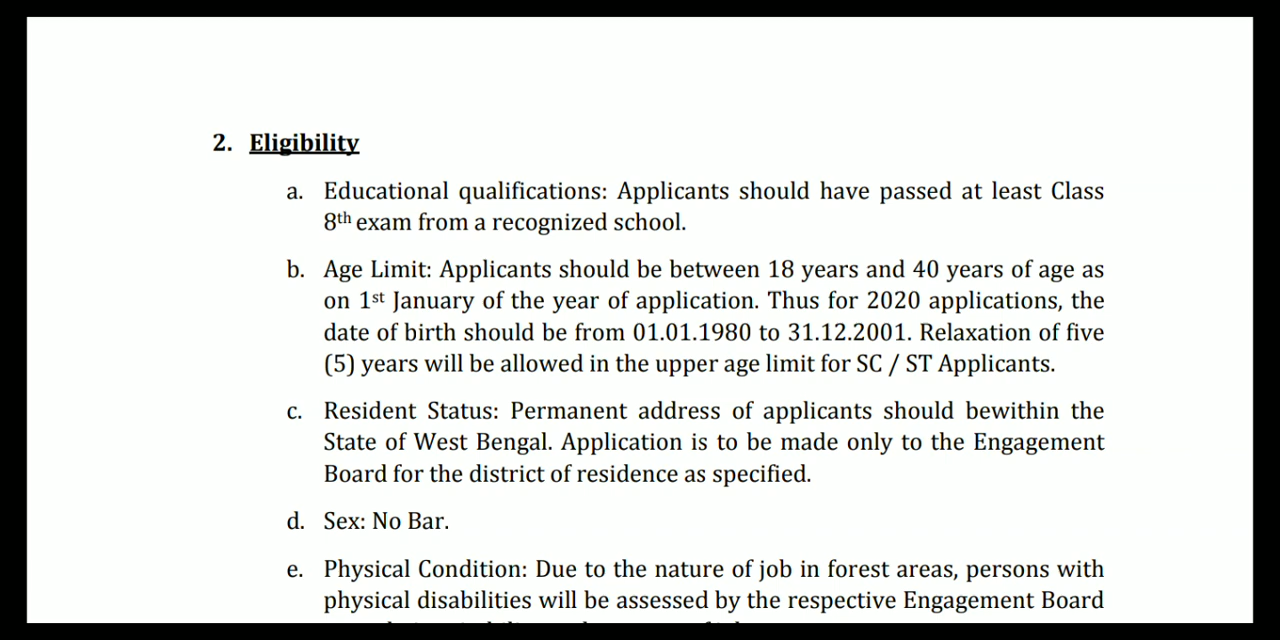 2. Eligibility
a. Educational qualifications: Applicants should have passed at least Class
8th exam from a recognized school.
b. Age Limit: Applicants should be between 18 years and 40 years of age as
on 1st January of the year of application. Thus for 2020 applications, the
date of birth should be from 01.01.1980 to 31.12.2001. Relaxation of five
(5) years will be allowed in the upper age limit for SC / ST Applicants.
c. Resident Status: Permanent address of applicants should bewithin the
State of West Bengal. Application is to be made only to the Engagement
Board for the district of residence as specified.
d. Sex: No Bar.
e. Physical Condition: Due to the nature of job in forest areas, persons with
physical disabilities will be assessed by the respective Engagement Board